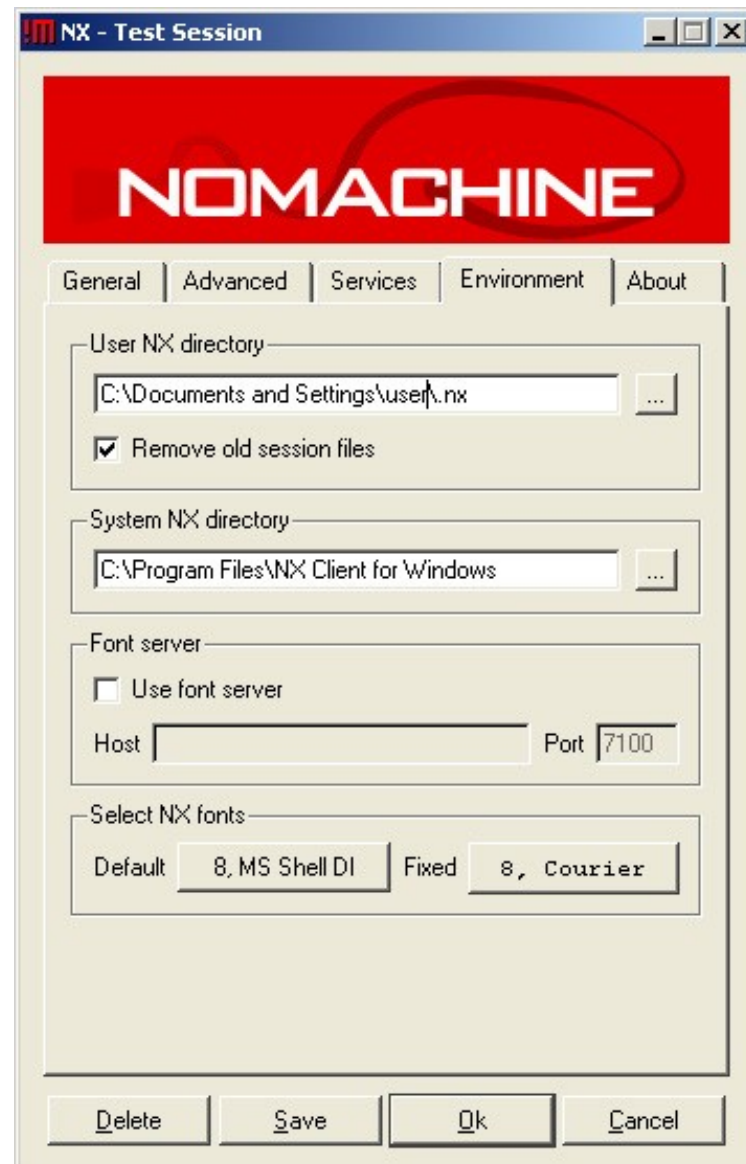 NX - Test Session
NOMACHINE
General Advanced Services Environment About
User NX directory
C:\Documents and Settings\user\.nx ...
Remove old session files
System NX directory
C:\Program Files\NX Client for Windows ...
Font server
Use font server
Host Port 7100
Select NX fonts
Default 8, MS Shell Dl Fixed 8, Courier
Delete Save Ok Cancel